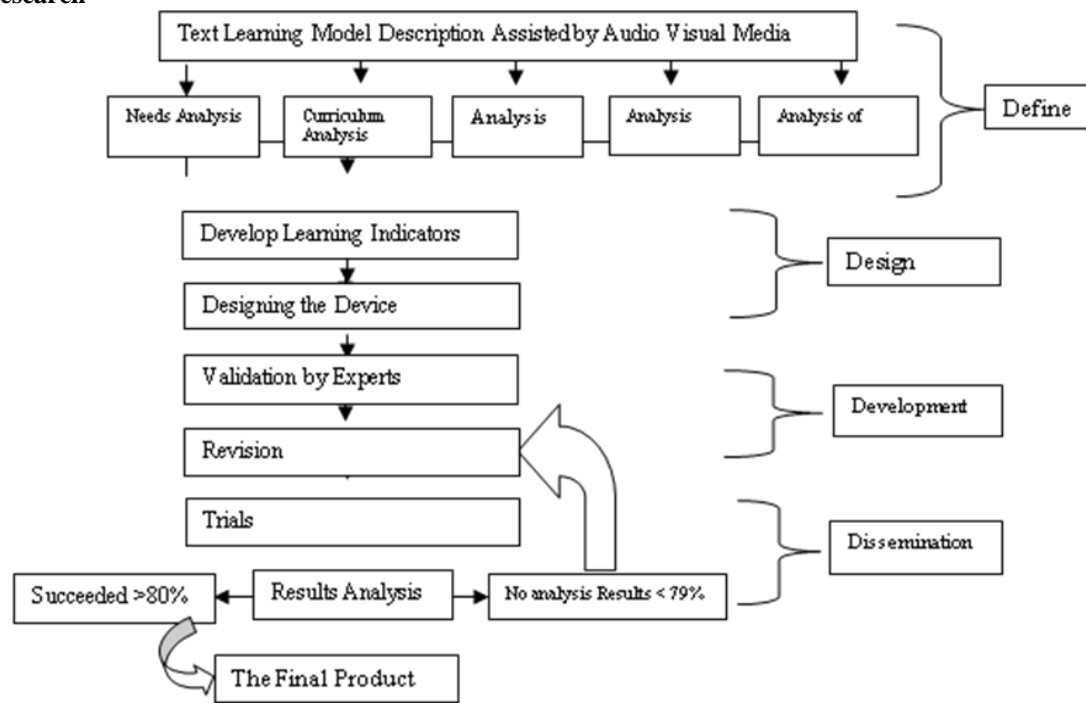 esearch
Text Learning Model Description Assisted by Audio Visual Media
Needs Analysis
Curriculum
Analysis
Analysis
Analysis
Analysis of
Define
Develop Learning Indicators
Design
Designing the Device
Validation by Experts
Development
Revision
Trials
Dissemination
Succeeded >80%
Results Analysis
No analysis Results < 79%
The Final Product